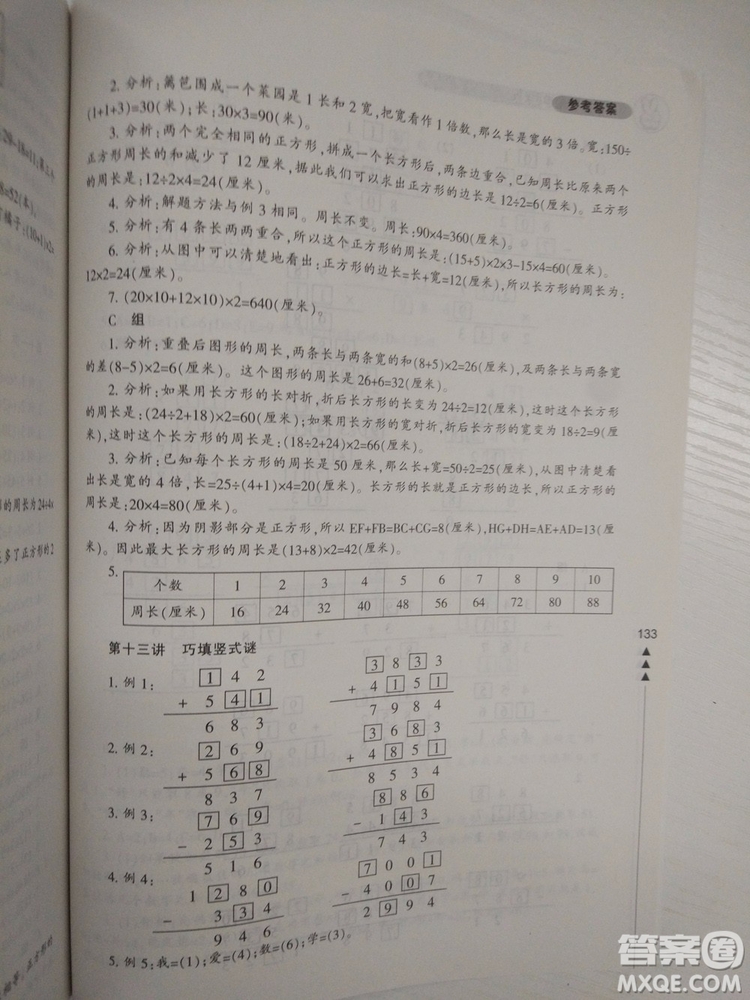 参考答案
2. 分析:篱笆围成一个菜园是1长和2宽,把宽看作1倍数,那么长是宽的3倍。宽:150÷
(1+1+3)=30(米);长:30×3=90(米)。
3. 分析:两个完全相同的正方形,拼成一个长方形后,两条边重合,长方形周长比原来两个
正方形周长的和减少了12厘米,据此我们可以求出正方形的边长是12÷2=6(厘米)。正方形
的周长是:12÷2×4=24(厘米)。
4. 分析:解题方法与例3相同。周长不变。周长:90×4=360(厘米)。
5. 分析:有4条长两两重合,所以这个正方形的周长是:(15+5)×2×3-15×4=60(厘米)。
6. 分析:从图中可以清楚地看出:正方形的边长=长+宽=12(厘米),所以长方形的周长为:
12×2=24(厘米)。
7. (20×10+12×10)×2=640(厘米)。
C 组
1. 分析:重叠后图形的周长,两条长与两条宽的和(8+5)×2=26(厘米),及两条长与两条宽
的差(8-5)×2=6(厘米)。这个图形的周长是26+6=32(厘米)。
2. 分析:如果用长方形的长对折,折后长方形的长变为24÷2=12(厘米),这时这个长方形
的周长是:(24÷2+18)×2=60(厘米);如果用长方形的宽对折,折后长方形的宽变为18÷2=9(厘
米),这时这个长方形的周长是:(18÷2+24)×2=66(厘米)。
3. 分析:已知每个长方形的周长是50厘米,那么长+宽=50÷2=25(厘米),从图中可以看出
长是宽的4倍,长=25÷(4+1)×4=20(厘米)。长方形的长就是正方形的边长,所以正方形的
周长是:20×4=80(厘米)。
4. 分析:因为阴影部分是正方形,所以EF+FB=BC+CG=8(厘米),HG+DH=AE+AD=13(厘
米)。因此最大长方形的周长是(13+8)×2=42(厘米)。
5.
个数 1 2 3 4 5 6 7 8 9 10
周长(厘米) 16 24 32 40 48 56 64 72 80 88
133
第十三讲 巧填竖式谜
1. 例1: 1 4 2
+ 5 4 1
6 8 3
3 8 3 3
+ 4 1 5 1
7 9 8 4
2. 例2: 2 6 9
+ 5 6 8
8 3 7
3 6 8 3
+ 4 8 5 1
8 5 3 4
3. 例3: 7 6 9
- 2 5 3
5 1 6
8 8 6
- 1 4 3
7 4 3
4. 例4: 1 2 8 0
- 3 3 4
9 4 6
7 0 0 1
- 4 0 0 7
2 9 9 4
5. 例5:我=(1);爱=(4);数=(6);学=(3)。
答案圈
MXQE.COM